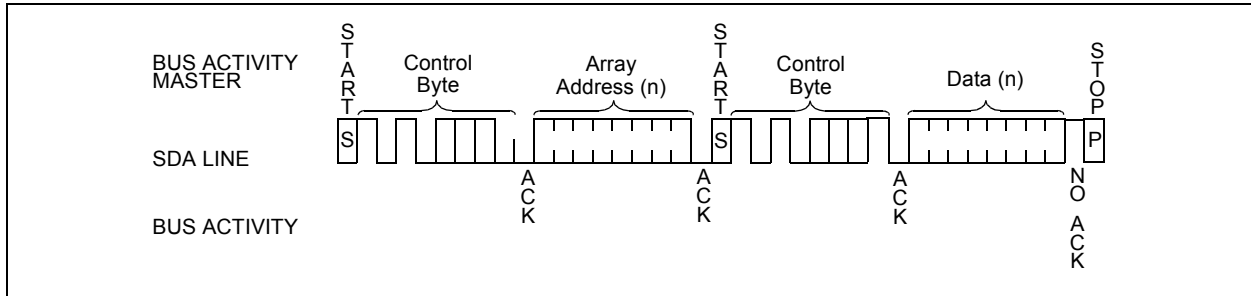 BUS ACTIVITY
MASTER
START
Control
Byte
Array
Address (n)
START
Control
Byte
Data (n)
STOP
SDA LINE
S
S
P
BUS ACTIVITY
ACK
ACK
ACK
NO ACK